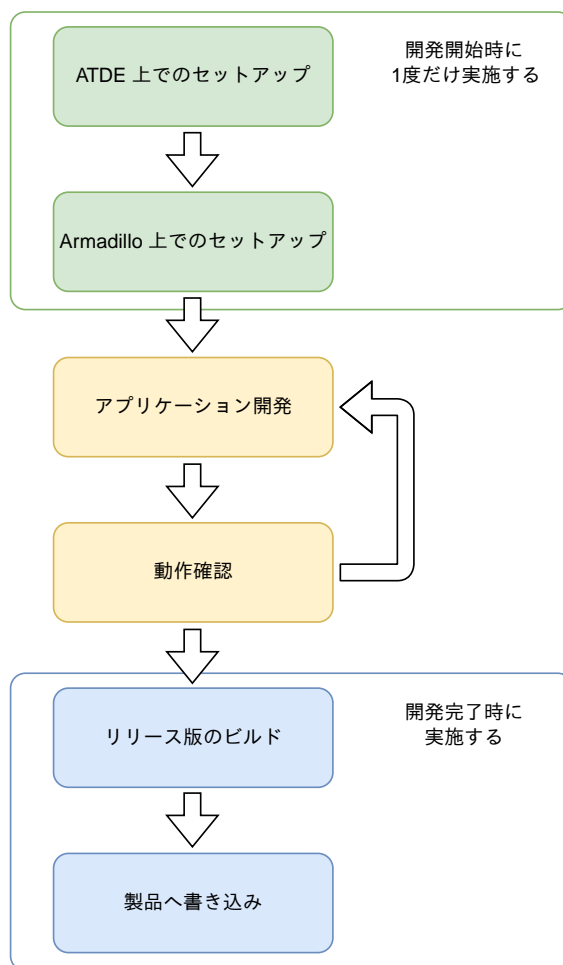 ATDE 上でのセットアップ
開発開始時に
1度だけ実施する
Armadillo 上でのセットアップ
アプリケーション開発
動作確認
リリース版のビルド
開発完了時に
実施する
製品へ書き込み